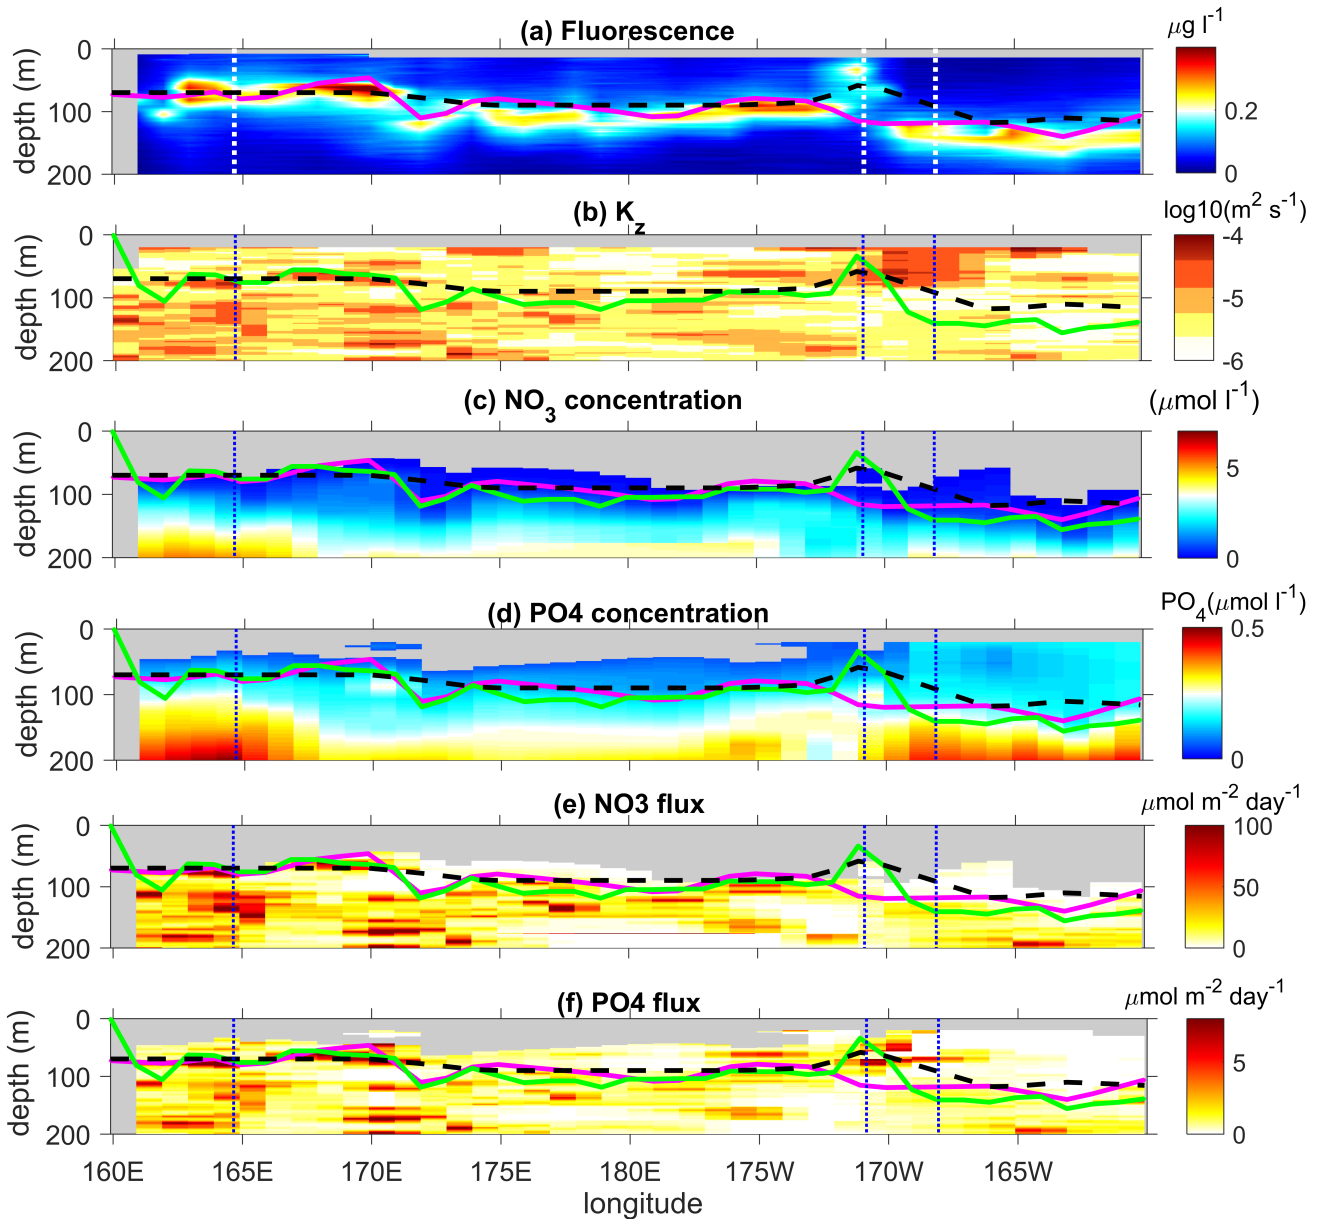 (a) Fluorescence
μg l⁻¹
0
100
200
depth (m)
0.2
0
(b) K_z
log10(m² s⁻¹)
0
100
200
depth (m)
-4
-5
-6
(c) NO₃ concentration
(μmol l⁻¹)
0
100
200
depth (m)
5
0
(d) PO4 concentration
PO₄(μmol l⁻¹)
0
100
200
depth (m)
0.5
0
(e) NO3 flux
μmol m⁻² day⁻¹
0
100
200
depth (m)
100
50
0
(f) PO4 flux
μmol m⁻² day⁻¹
0
100
200
depth (m)
5
0
160E 165E 170E 175E 180E 175W 170W 165W
longitude